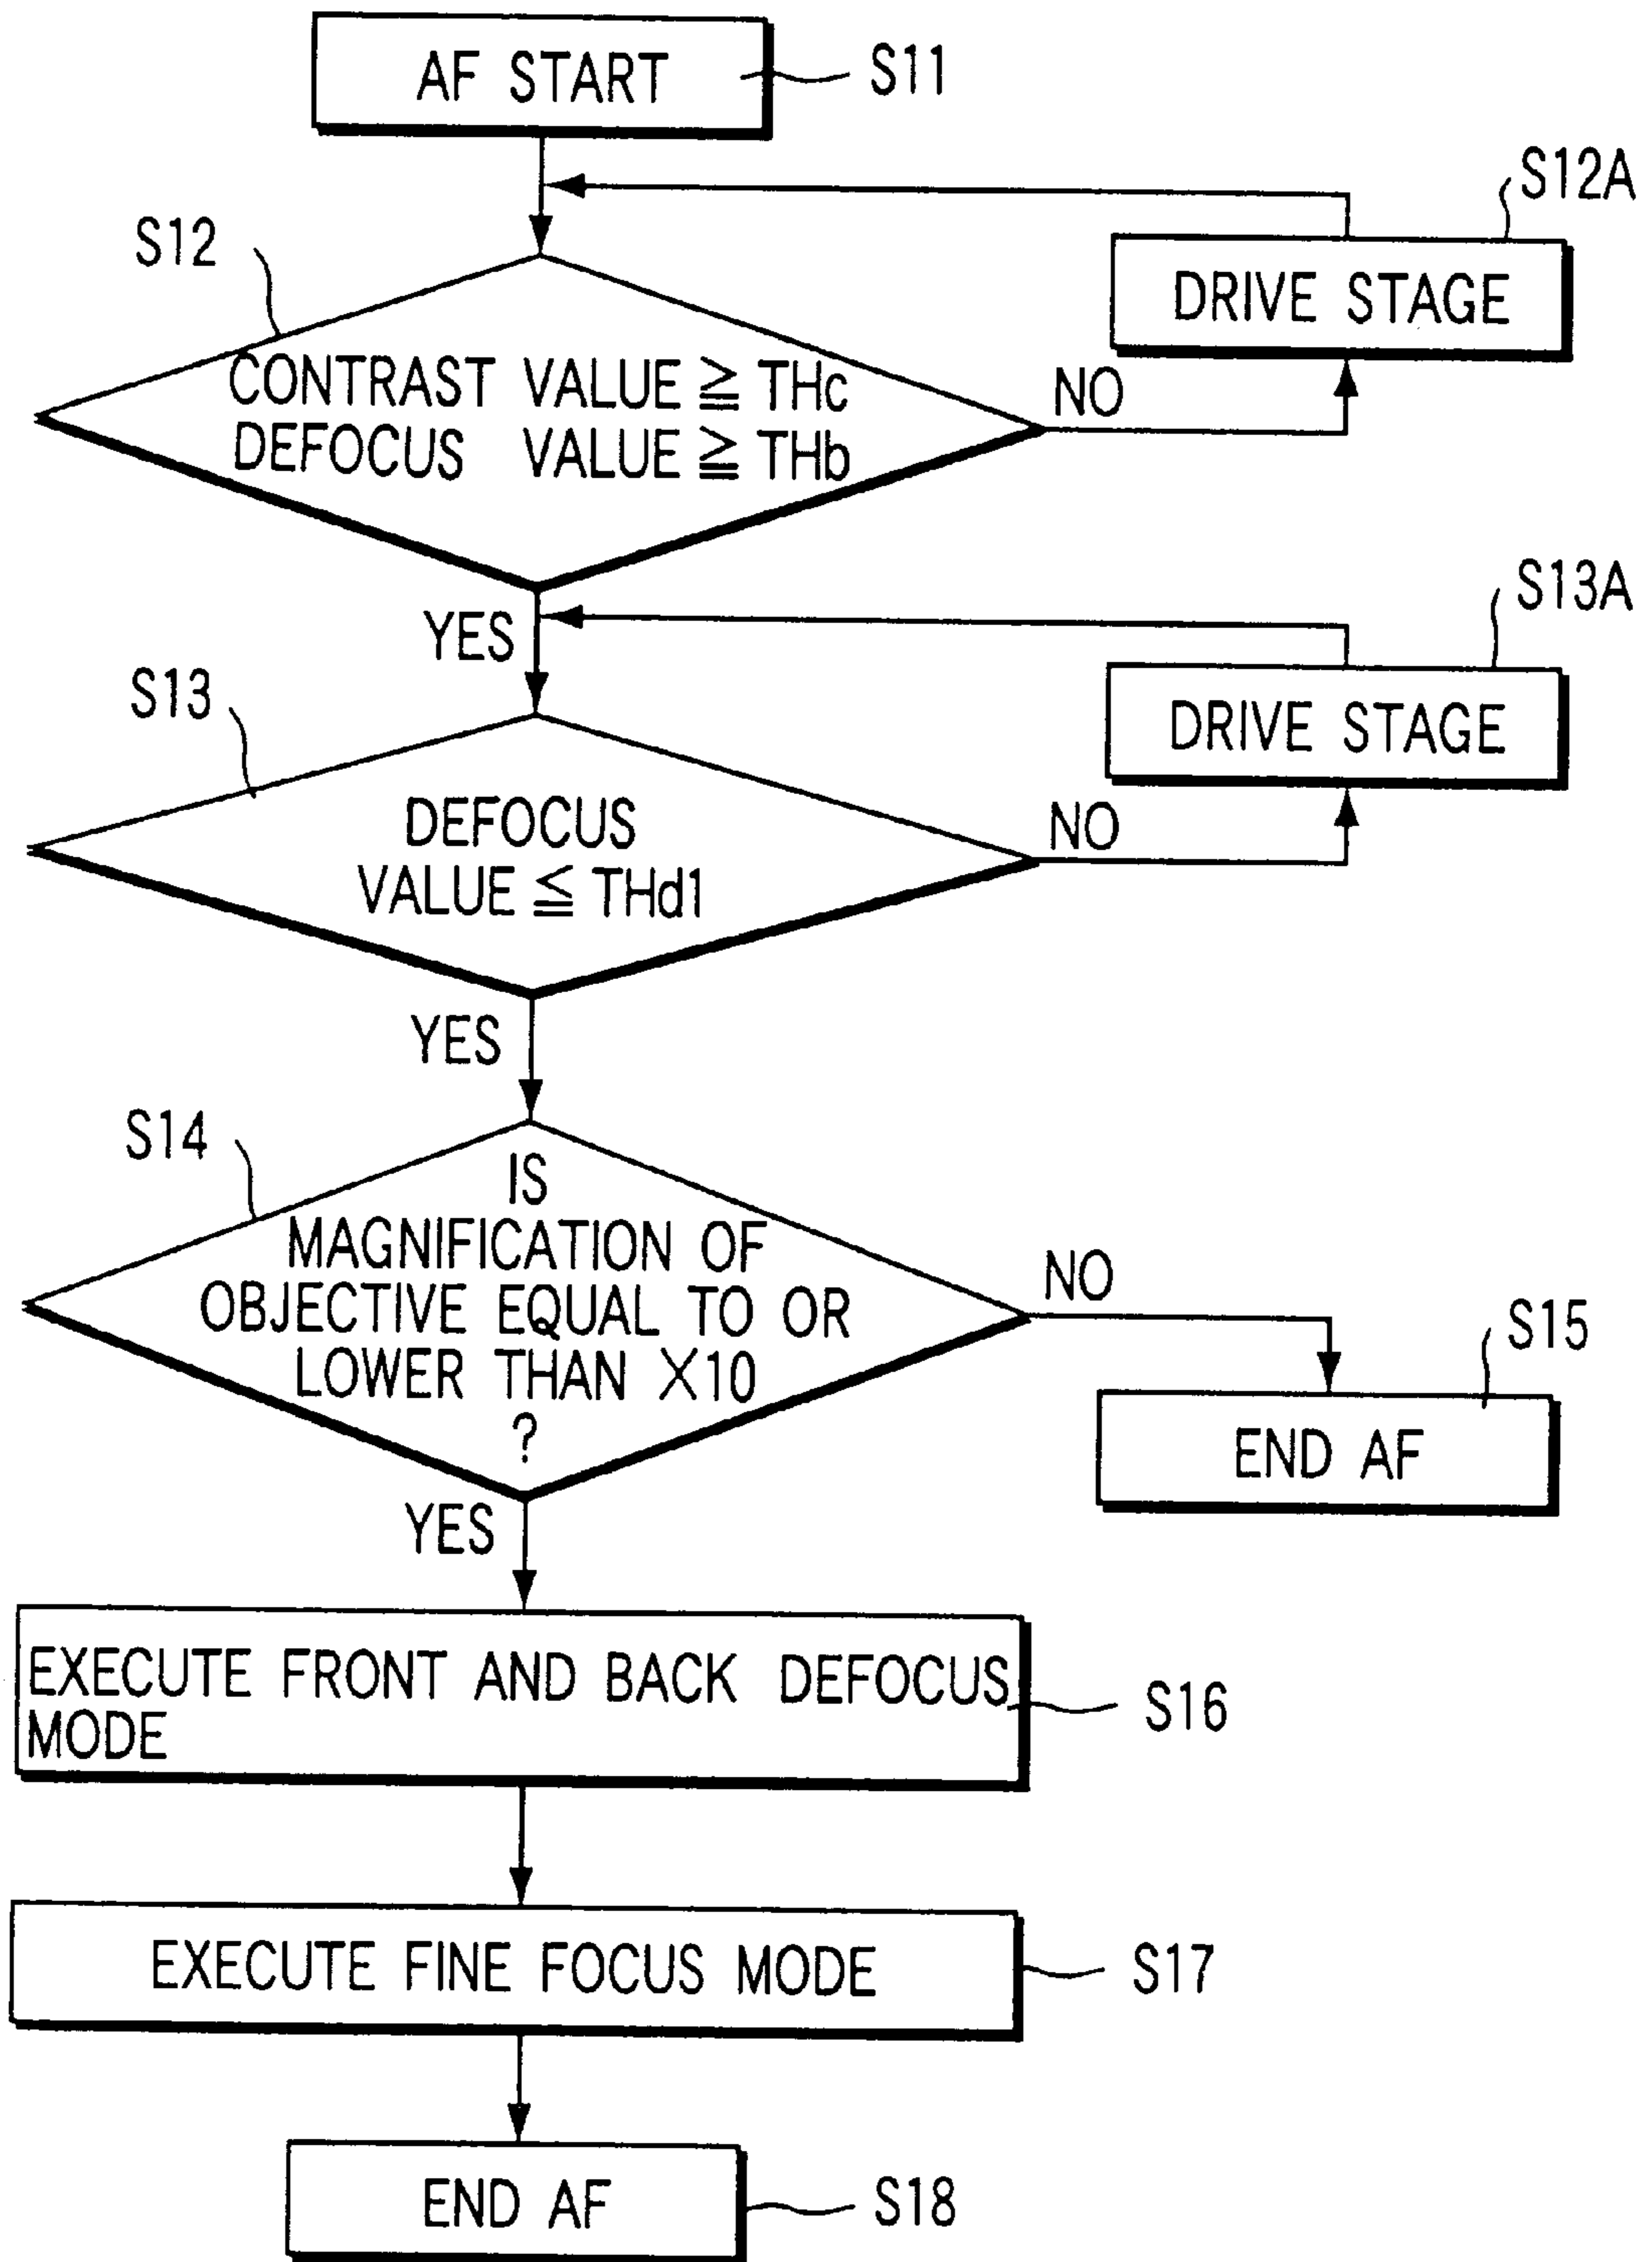 AF START
S11
S12A
S12
DRIVE STAGE
CONTRAST VALUE ≧ THc
DEFOCUS VALUE ≧ THb
NO
YES
S13A
S13
DRIVE STAGE
DEFOCUS
VALUE ≦ THd1
NO
YES
S14
IS
MAGNIFICATION OF
OBJECTIVE EQUAL TO OR
LOWER THAN X10
?
NO
S15
END AF
YES
EXECUTE FRONT AND BACK DEFOCUS
MODE
S16
EXECUTE FINE FOCUS MODE
S17
END AF
S18